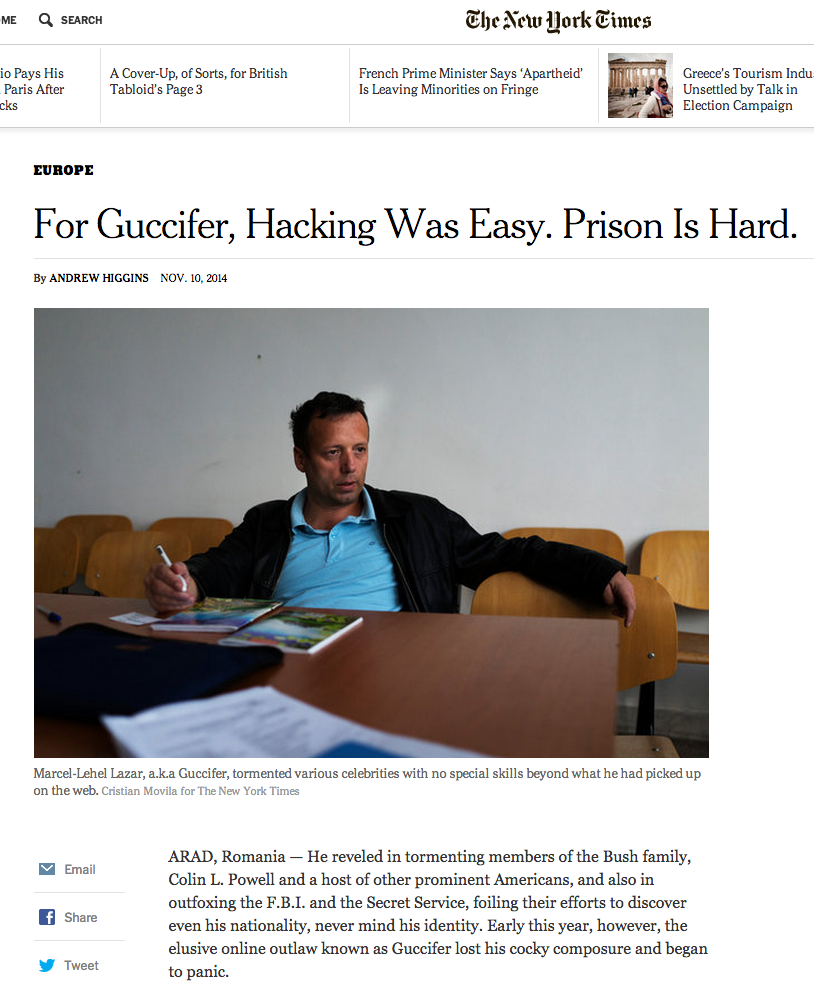 ME SEARCH The New York Times
io Pays His
Paris After
cks
A Cover-Up, of Sorts, for British
Tabloid's Page 3
French Prime Minister Says ‘Apartheid’
Is Leaving Minorities on Fringe
Greece's Tourism Indu
Unsettled by Talk in
Election Campaign
EUROPE
For Guccifer, Hacking Was Easy. Prison Is Hard.
By ANDREW HIGGINS NOV. 10, 2014
Marcel-Lehel Lazar, a.k.a Guccifer, tormented various celebrities with no special skills beyond what he had picked up
on the web. Cristian Movila for The New York Times
Email
Share
Tweet
ARAD, Romania — He reveled in tormenting members of the Bush family,
Colin L. Powell and a host of other prominent Americans, and also in
outfoxing the F.B.I. and the Secret Service, foiling their efforts to discover
even his nationality, never mind his identity. Early this year, however, the
elusive online outlaw known as Guccifer lost his cocky composure and began
to panic.